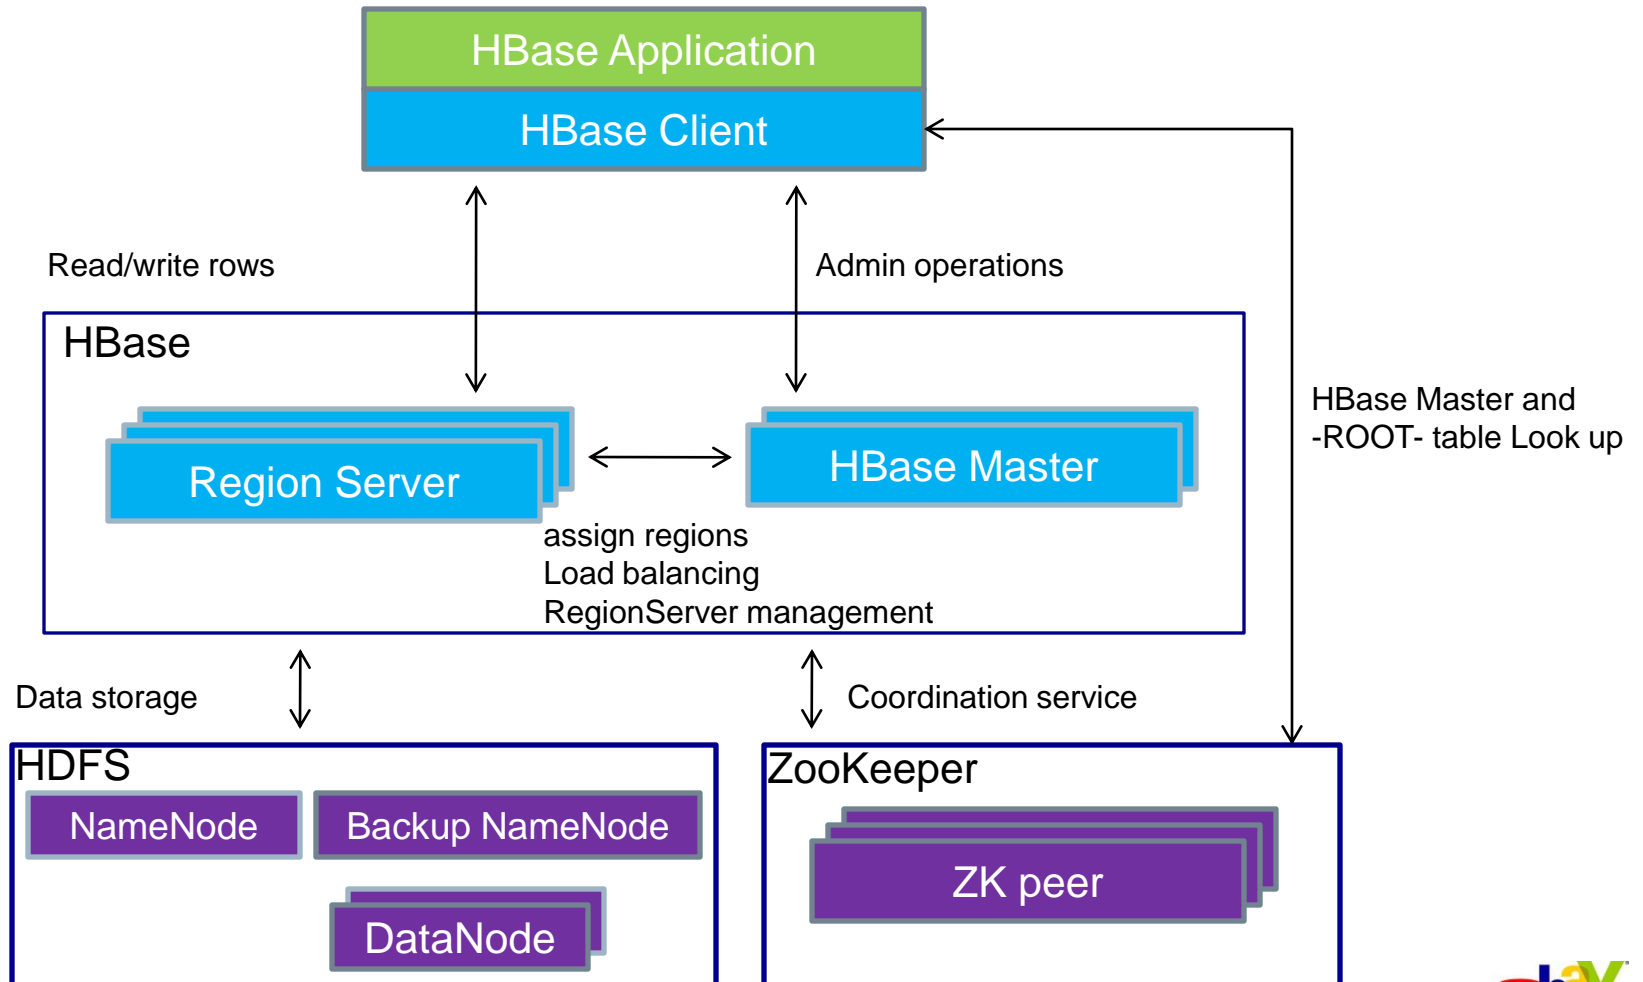 HBase Application
HBase Client
Read/write rows
Admin operations
HBase
HBase Master and
-ROOT- table Look up
Region Server
HBase Master
assign regions
Load balancing
RegionServer management
Data storage
Coordination service
HDFS
ZooKeeper
NameNode
Backup NameNode
ZK peer
DataNode